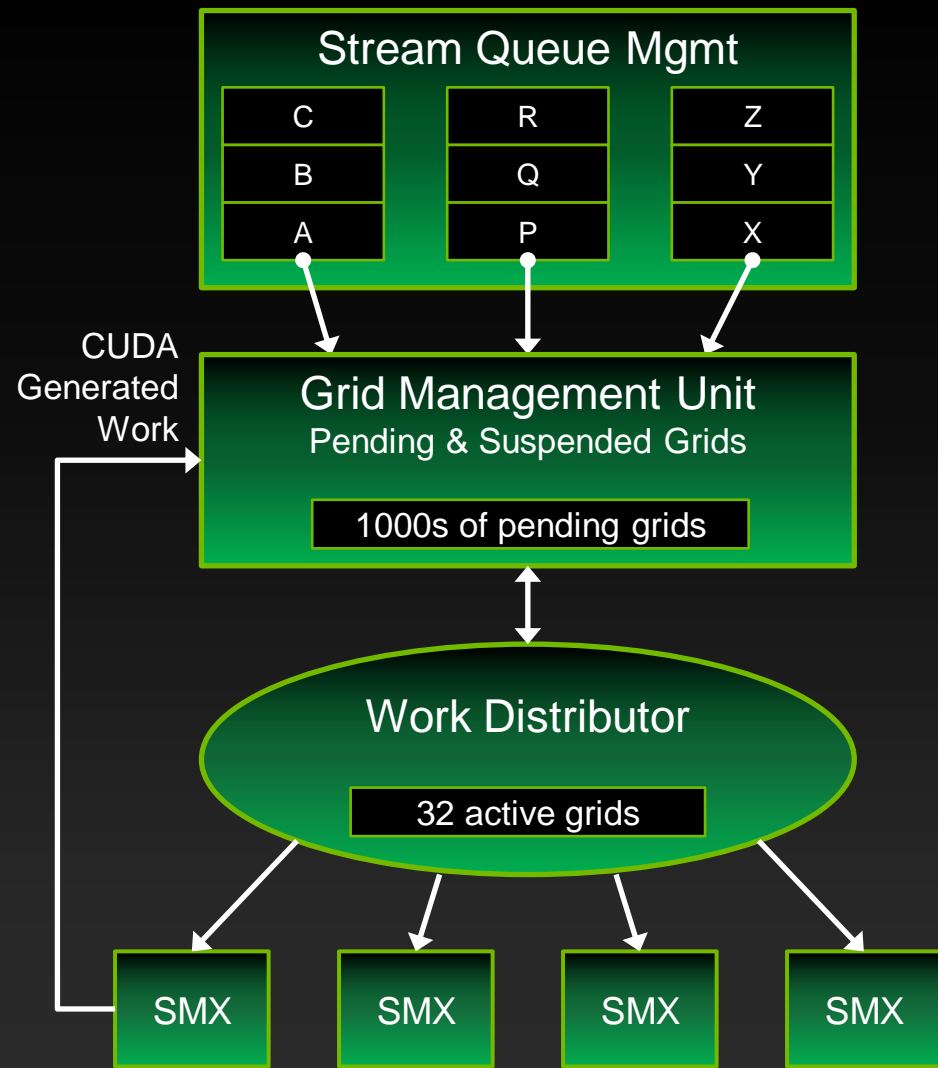 Stream Queue Mgmt
C
R
Z
B
Q
Y
A
P
X
CUDA
Generated
Work
Grid Management Unit
Pending & Suspended Grids
1000s of pending grids
Work Distributor
32 active grids
SMX
SMX
SMX
SMX